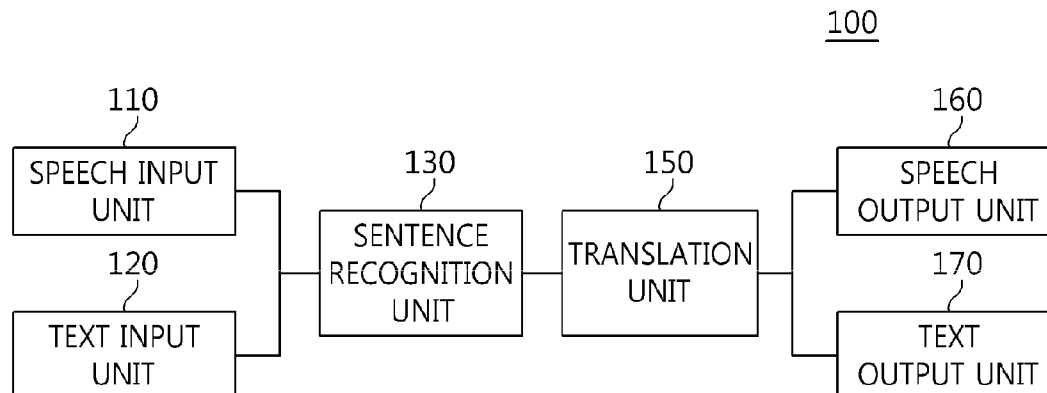 100
110
SPEECH INPUT
UNIT
120
TEXT INPUT
UNIT
130
SENTENCE
RECOGNITION
UNIT
150
TRANSLATION
UNIT
160
SPEECH
OUTPUT UNIT
170
TEXT
OUTPUT UNIT